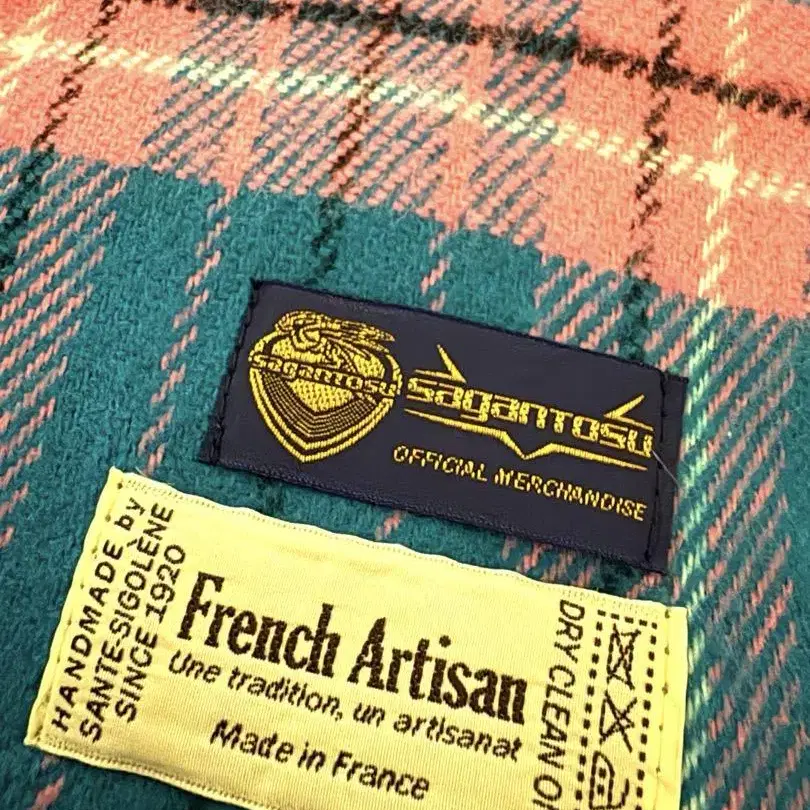 sagantosu
sagantosu
OFFICIAL MERCHANDISE
HANDMADE by
SANTE-SIGOLÈNE
SINCE 1920
French Artisan
Une tradition, un artisanat
Made in France
DRY CLEAN